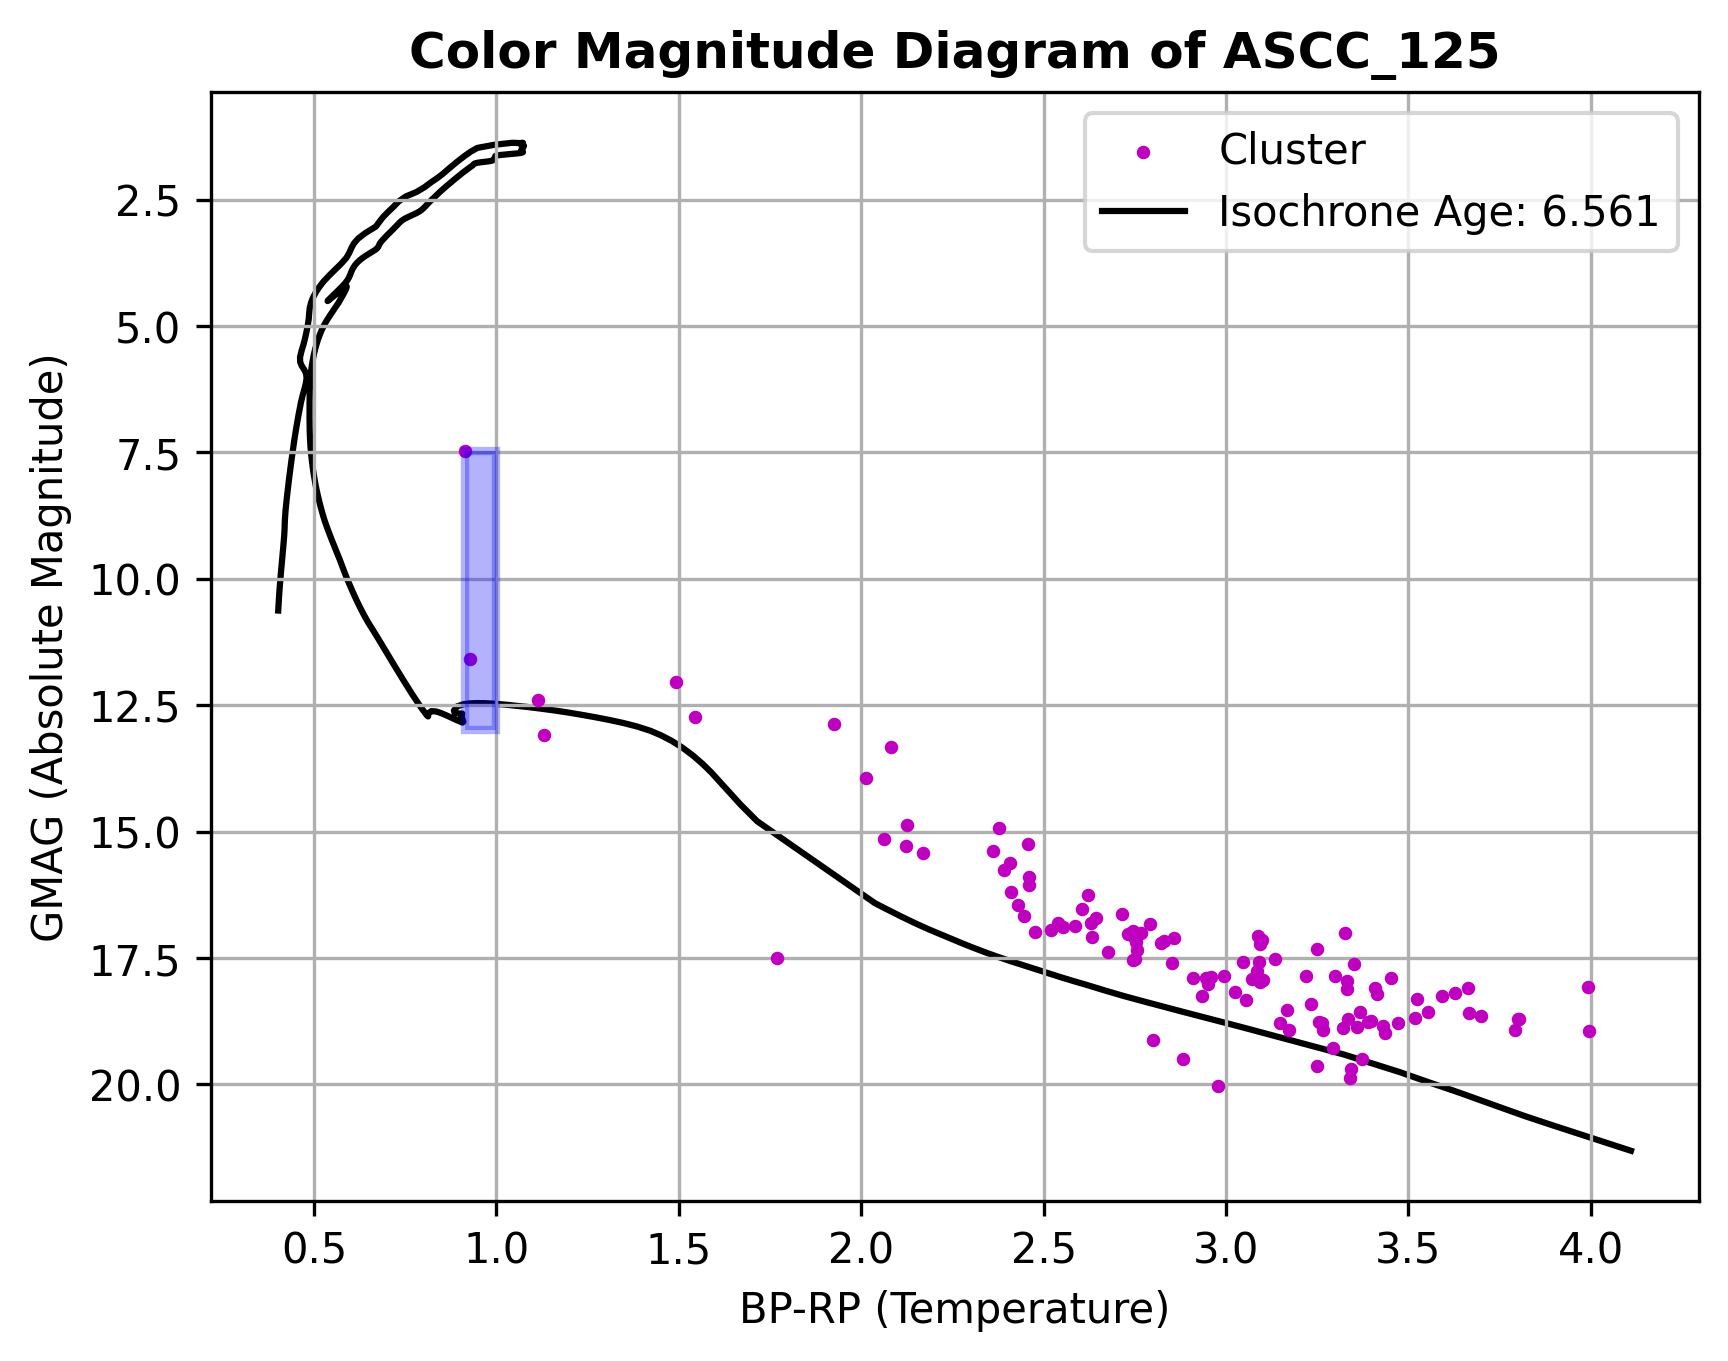 Color Magnitude Diagram of ASCC_125
Cluster
Isochrone Age: 6.561
GMAG (Absolute Magnitude)
2.5
5.0
7.5
10.0
12.5
15.0
17.5
20.0
0.5 1.0 1.5 2.0 2.5 3.0 3.5 4.0
BP-RP (Temperature)